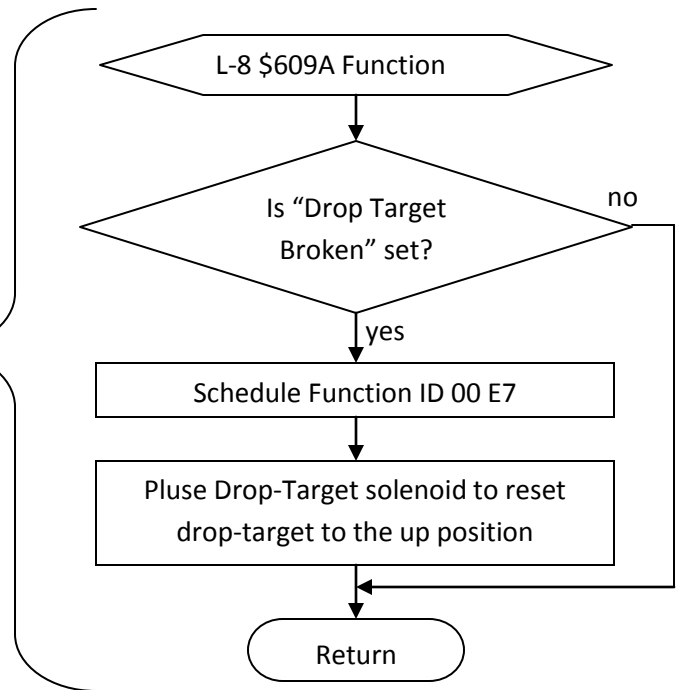 L-8 $609A Function
Is “Drop Target
Broken” set?
no
yes
Schedule Function ID 00 E7
Pluse Drop-Target solenoid to reset
drop-target to the up position
Return